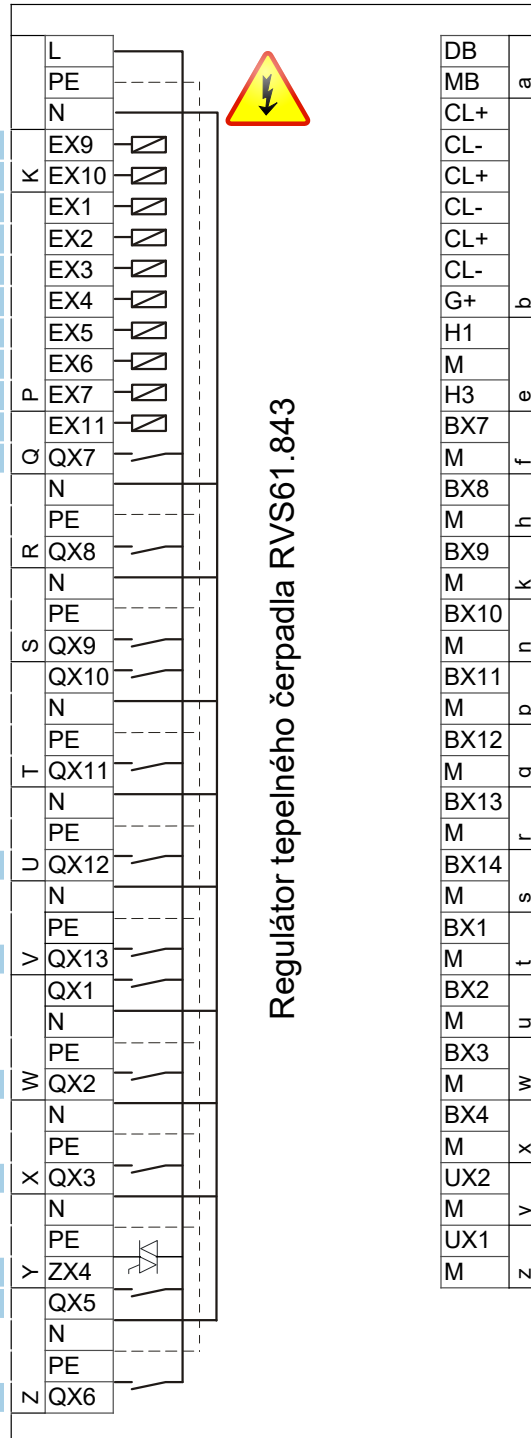 L
PE
N
EX9
K EX10
EX1
EX2
EX3
EX4
EX5
EX6
P EX7
EX11
Q QX7
N
PE
R QX8
N
PE
S QX9
QX10
N
PE
T QX11
N
PE
U QX12
N
PE
V QX13
QX1
N
PE
W QX2
N
PE
X QX3
N
PE
Y ZX4
QX5
N
PE
Z QX6
Regulátor tepelného čerpadla RVS61.843
DB
MB a
CL+
CL-
CL+
CL-
CL+
CL-
G+ b
H1
M
H3 e
BX7
M f
BX8
M h
BX9
M k
BX10
M n
BX11
M p
BX12
M q
BX13
M r
BX14
M s
BX1
M t
BX2
M u
BX3
M w
BX4
M x
UX2
M v
UX1
M z